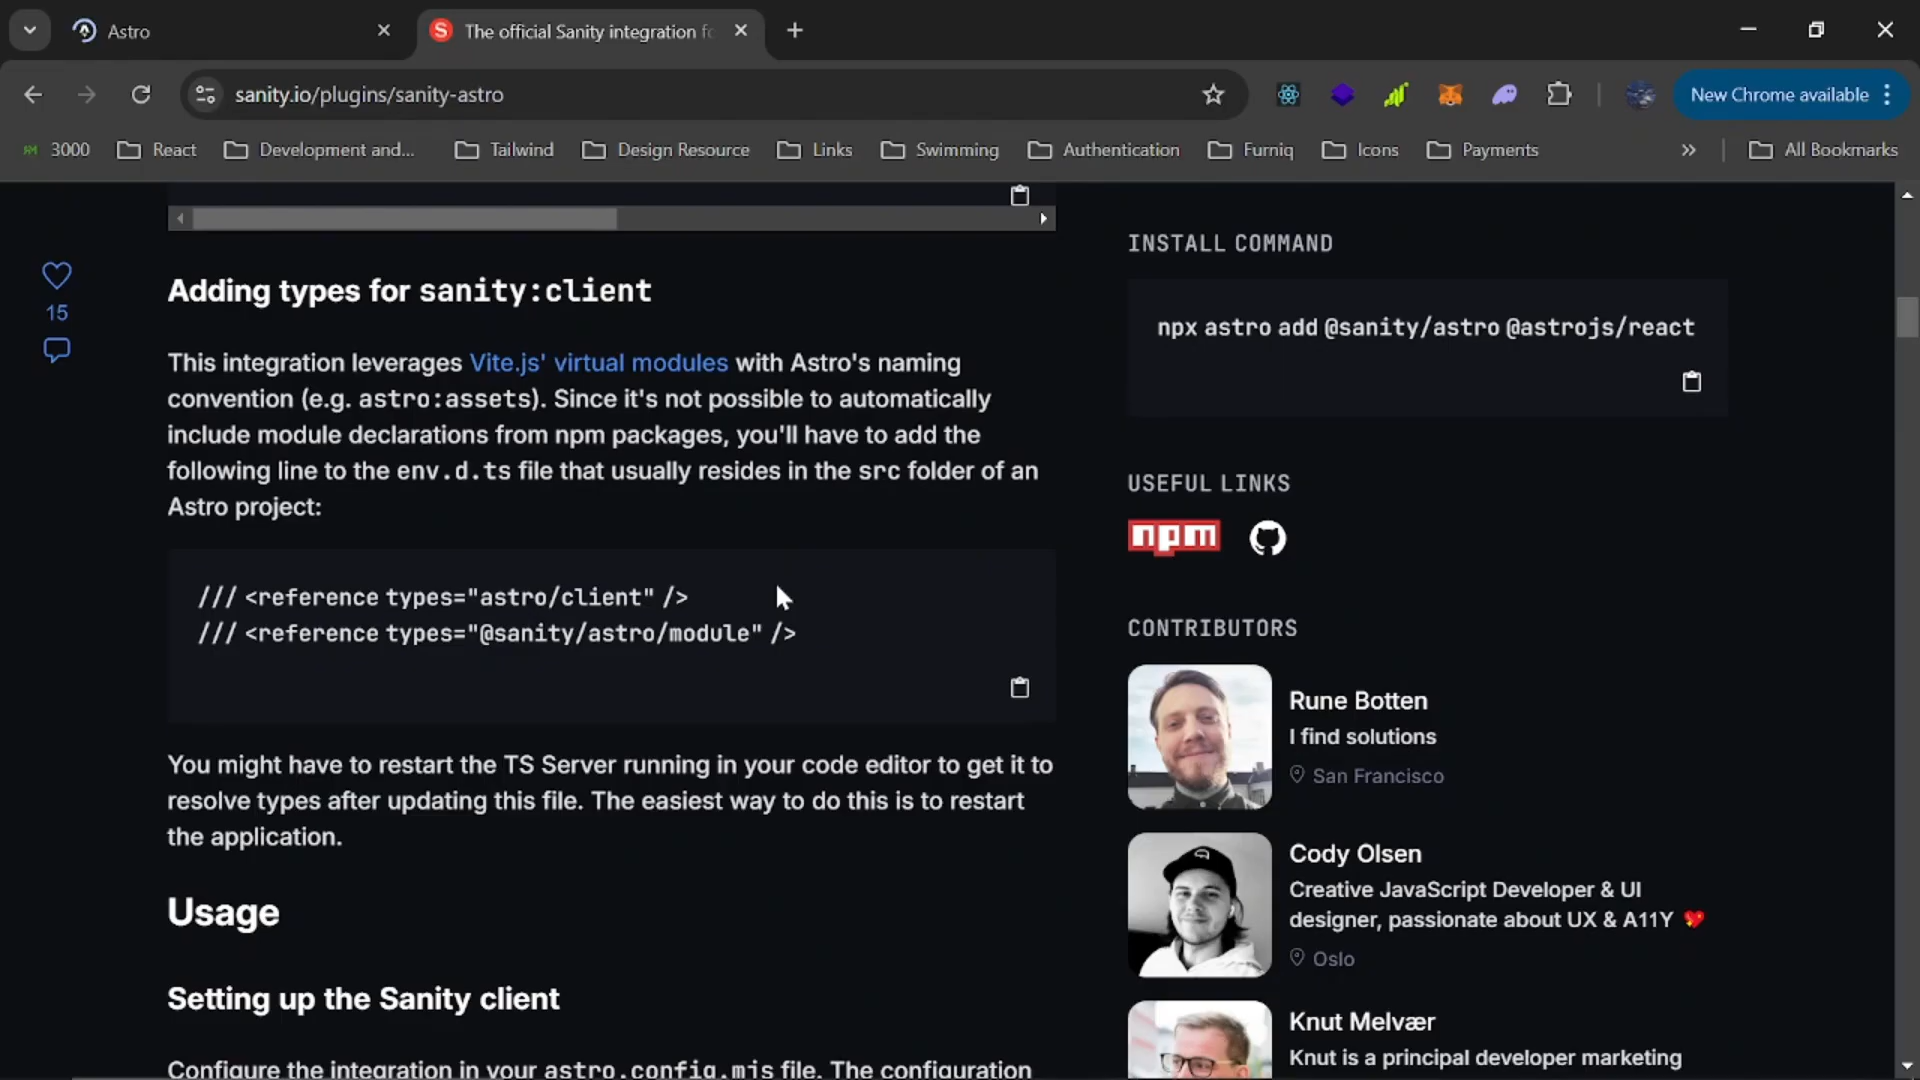 Astro
The official Sanity integration fo
sanity.io/plugins/sanity-astro
New Chrome available
3000
React
Development and...
Tailwind
Design Resource
Links
Swimming
Authentication
Furniq
Icons
Payments
All Bookmarks
15
Adding types for sanity:client
This integration leverages Vite.js' virtual modules with Astro's naming
convention (e.g. astro:assets). Since it's not possible to automatically
include module declarations from npm packages, you'll have to add the
following line to the env.d.ts file that usually resides in the src folder of an
Astro project:
/// <reference types="astro/client" />
/// <reference types="@sanity/astro/module" />
You might have to restart the TS Server running in your code editor to get it to
resolve types after updating this file. The easiest way to do this is to restart
the application.
Usage
Setting up the Sanity client
Configure the integration in your astro.config.mjs file. The configuration
INSTALL COMMAND
npx astro add @sanity/astro @astrojs/react
USEFUL LINKS
npm
CONTRIBUTORS
Rune Botten
I find solutions
San Francisco
Cody Olsen
Creative JavaScript Developer & UI
designer, passionate about UX & A11Y 💖
Oslo
Knut Melvær
Knut is a principal developer marketing